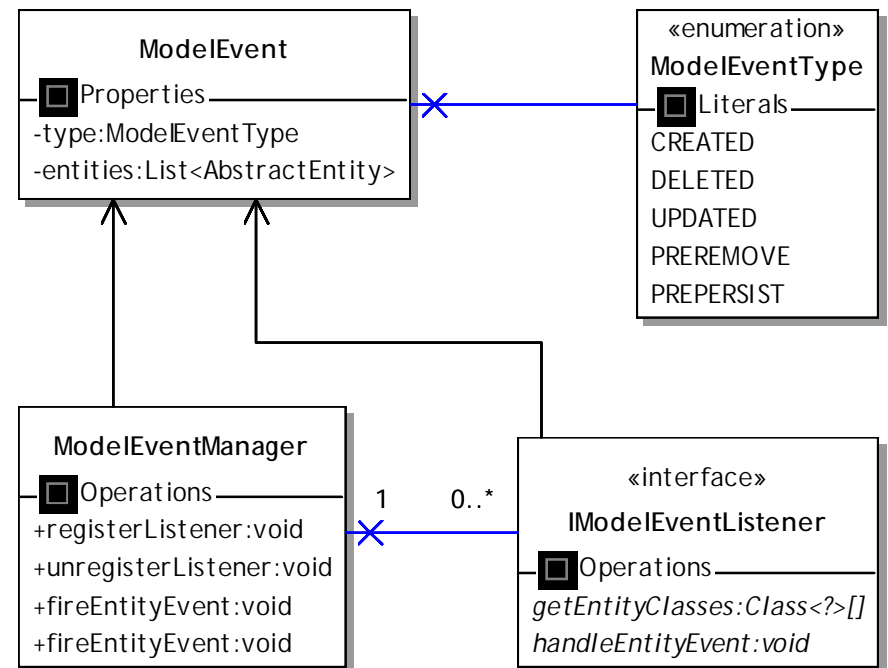 ModelEvent
Properties
-type:ModelEventType
-entities:List<AbstractEntity>
«enumeration»
ModelEventType
Literals
CREATED
DELETED
UPDATED
PREREMOVE
PREPERSIST
ModelEventManager
Operations
+registerListener:void
+unregisterListener:void
+fireEntityEvent:void
+fireEntityEvent:void
1
0..*
«interface»
IModelEventListener
Operations
getEntityClasses:Class<?>[]
handleEntityEvent:void